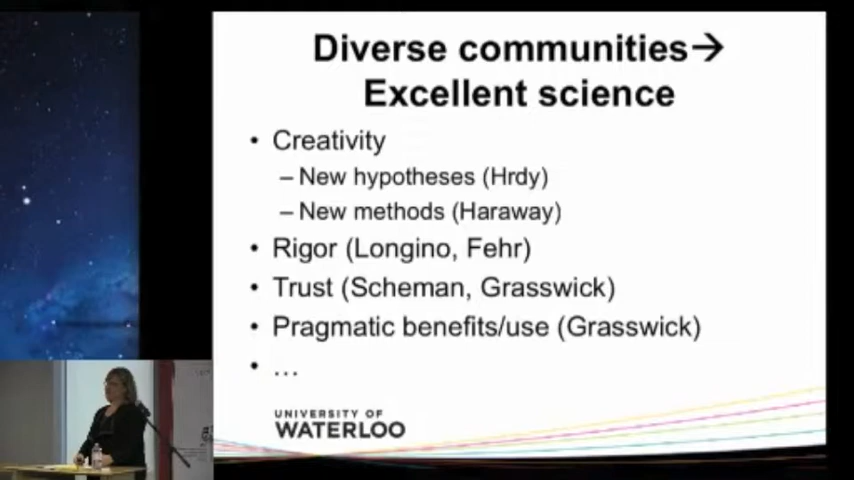 Diverse communities→
Excellent science
• Creativity
– New hypotheses (Hrdy)
– New methods (Haraway)
• Rigor (Longino, Fehr)
• Trust (Scheman, Grasswick)
• Pragmatic benefits/use (Grasswick)
• …
UNIVERSITY OF
WATERLOO